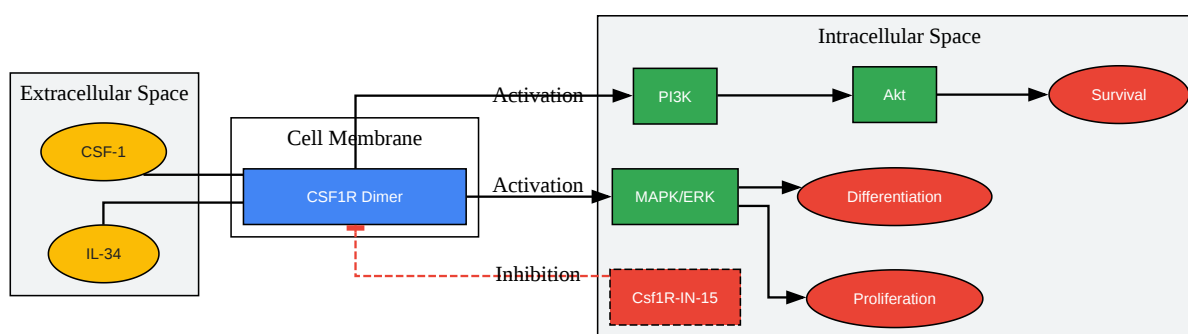 Intracellular Space
Extracellular Space
CSF-1
IL-34
Cell Membrane
CSF1R Dimer
Activation
PI3K
Akt
Survival
Activation
MAPK/ERK
Differentiation
Inhibition
Csf1R-IN-15
Proliferation